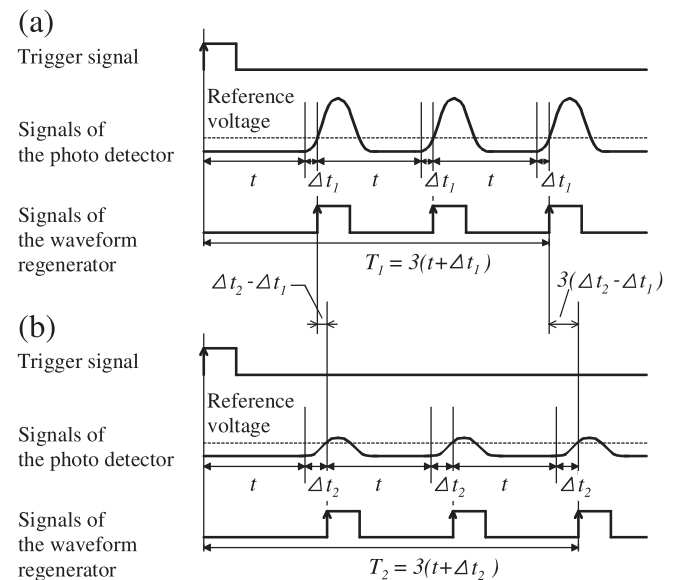 (a)
Trigger signal
Reference
voltage
Signals of
the photo detector
t Δt1 t Δt1 t Δt1
Signals of
the waveform
regenerator
T1 = 3(t+Δt1)
Δt2-Δt1 3(Δt2-Δt1)
(b)
Trigger signal
Reference
voltage
Signals of
the photo detector
t Δt2 t Δt2 t Δt2
Signals of
the waveform
regenerator
T2 = 3(t+Δt2)